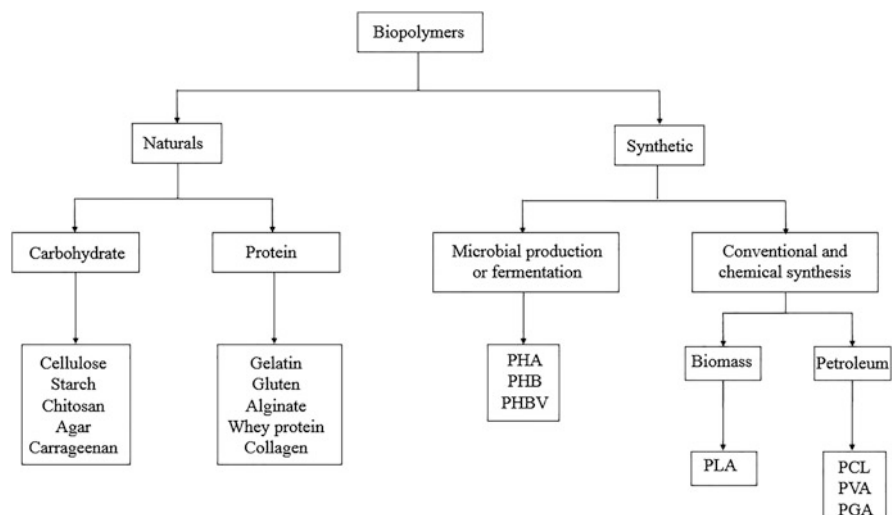 Biopolymers
Naturals
Synthetic
Carbohydrate
Protein
Microbial production
or fermentation
Conventional and
chemical synthesis
Cellulose
Starch
Chitosan
Agar
Carrageenan
Gelatin
Gluten
Alginate
Whey protein
Collagen
PHA
PHB
PHBV
Biomass
Petroleum
PLA
PCL
PVA
PGA